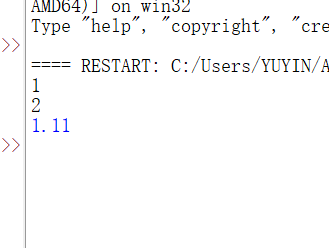 AMD64)] on win32
Type "help", "copyright", "cre
>>
==== RESTART: C:/Users/YUYIN/A
1
2
1.11
>>